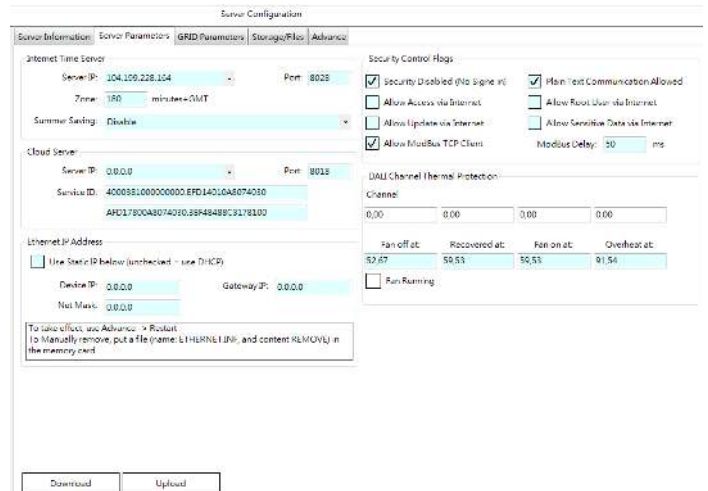 Server Configuration
Server Information Server Parameters GRID Parameters Storage/Files Advance
Internet Time Server
Server IP: 104.199.228.164 Port: 8028
Zone: 180 minutes+GMT
Summer Saving: Disable
Cloud Server
Server IP: 0.0.0.0 Port: 8018
Service ID:
Ethernet IP Address
Use Static IP below (unchecked = use DHCP)
Device IP: 0.0.0.0 Gateway IP: 0.0.0.0
Net Mask: 0.0.0.0
To take effect, use Advance -> Restart
To Manually remove, put a file (name: ETHERNET.INF, and content REMOVE) in
the memory card
Download Upload
Security Control Flags
Security Disabled (No Signe in) Plain Text Communication Allowed
Allow Access via Internet Allow Root User via Internet
Allow Update via Internet Allow Sensitive Data via Internet
Allow ModBus TCP Client ModBus Delay: 50 ms
DALI Channel Thermal Protection
Channel
0,00 0,00 0,00 0,00
Fan off at: Recovered at: Fan on at: Overheat at:
52,67 59,53 59,53 91,54
Fan Running